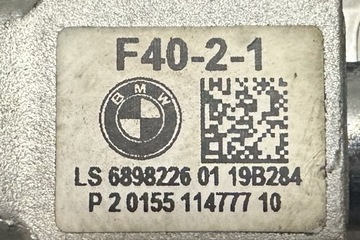 F40-2-1
BMW
LS 6898226 01 19B284
P 2 0155 114777 10